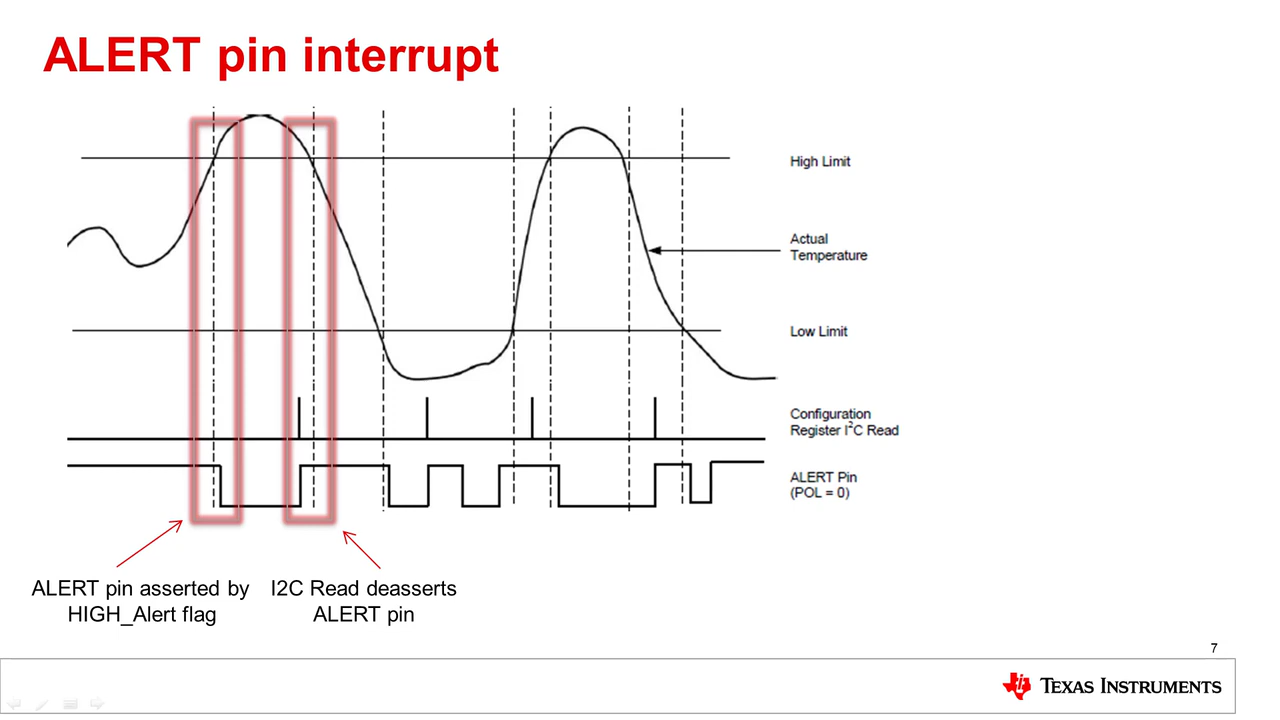 ALERT pin interrupt
High Limit
Actual
Temperature
Low Limit
Configuration
Register I²C Read
ALERT Pin
(POL = 0)
ALERT pin asserted by
HIGH_Alert flag
I2C Read deasserts
ALERT pin
7
TEXAS INSTRUMENTS